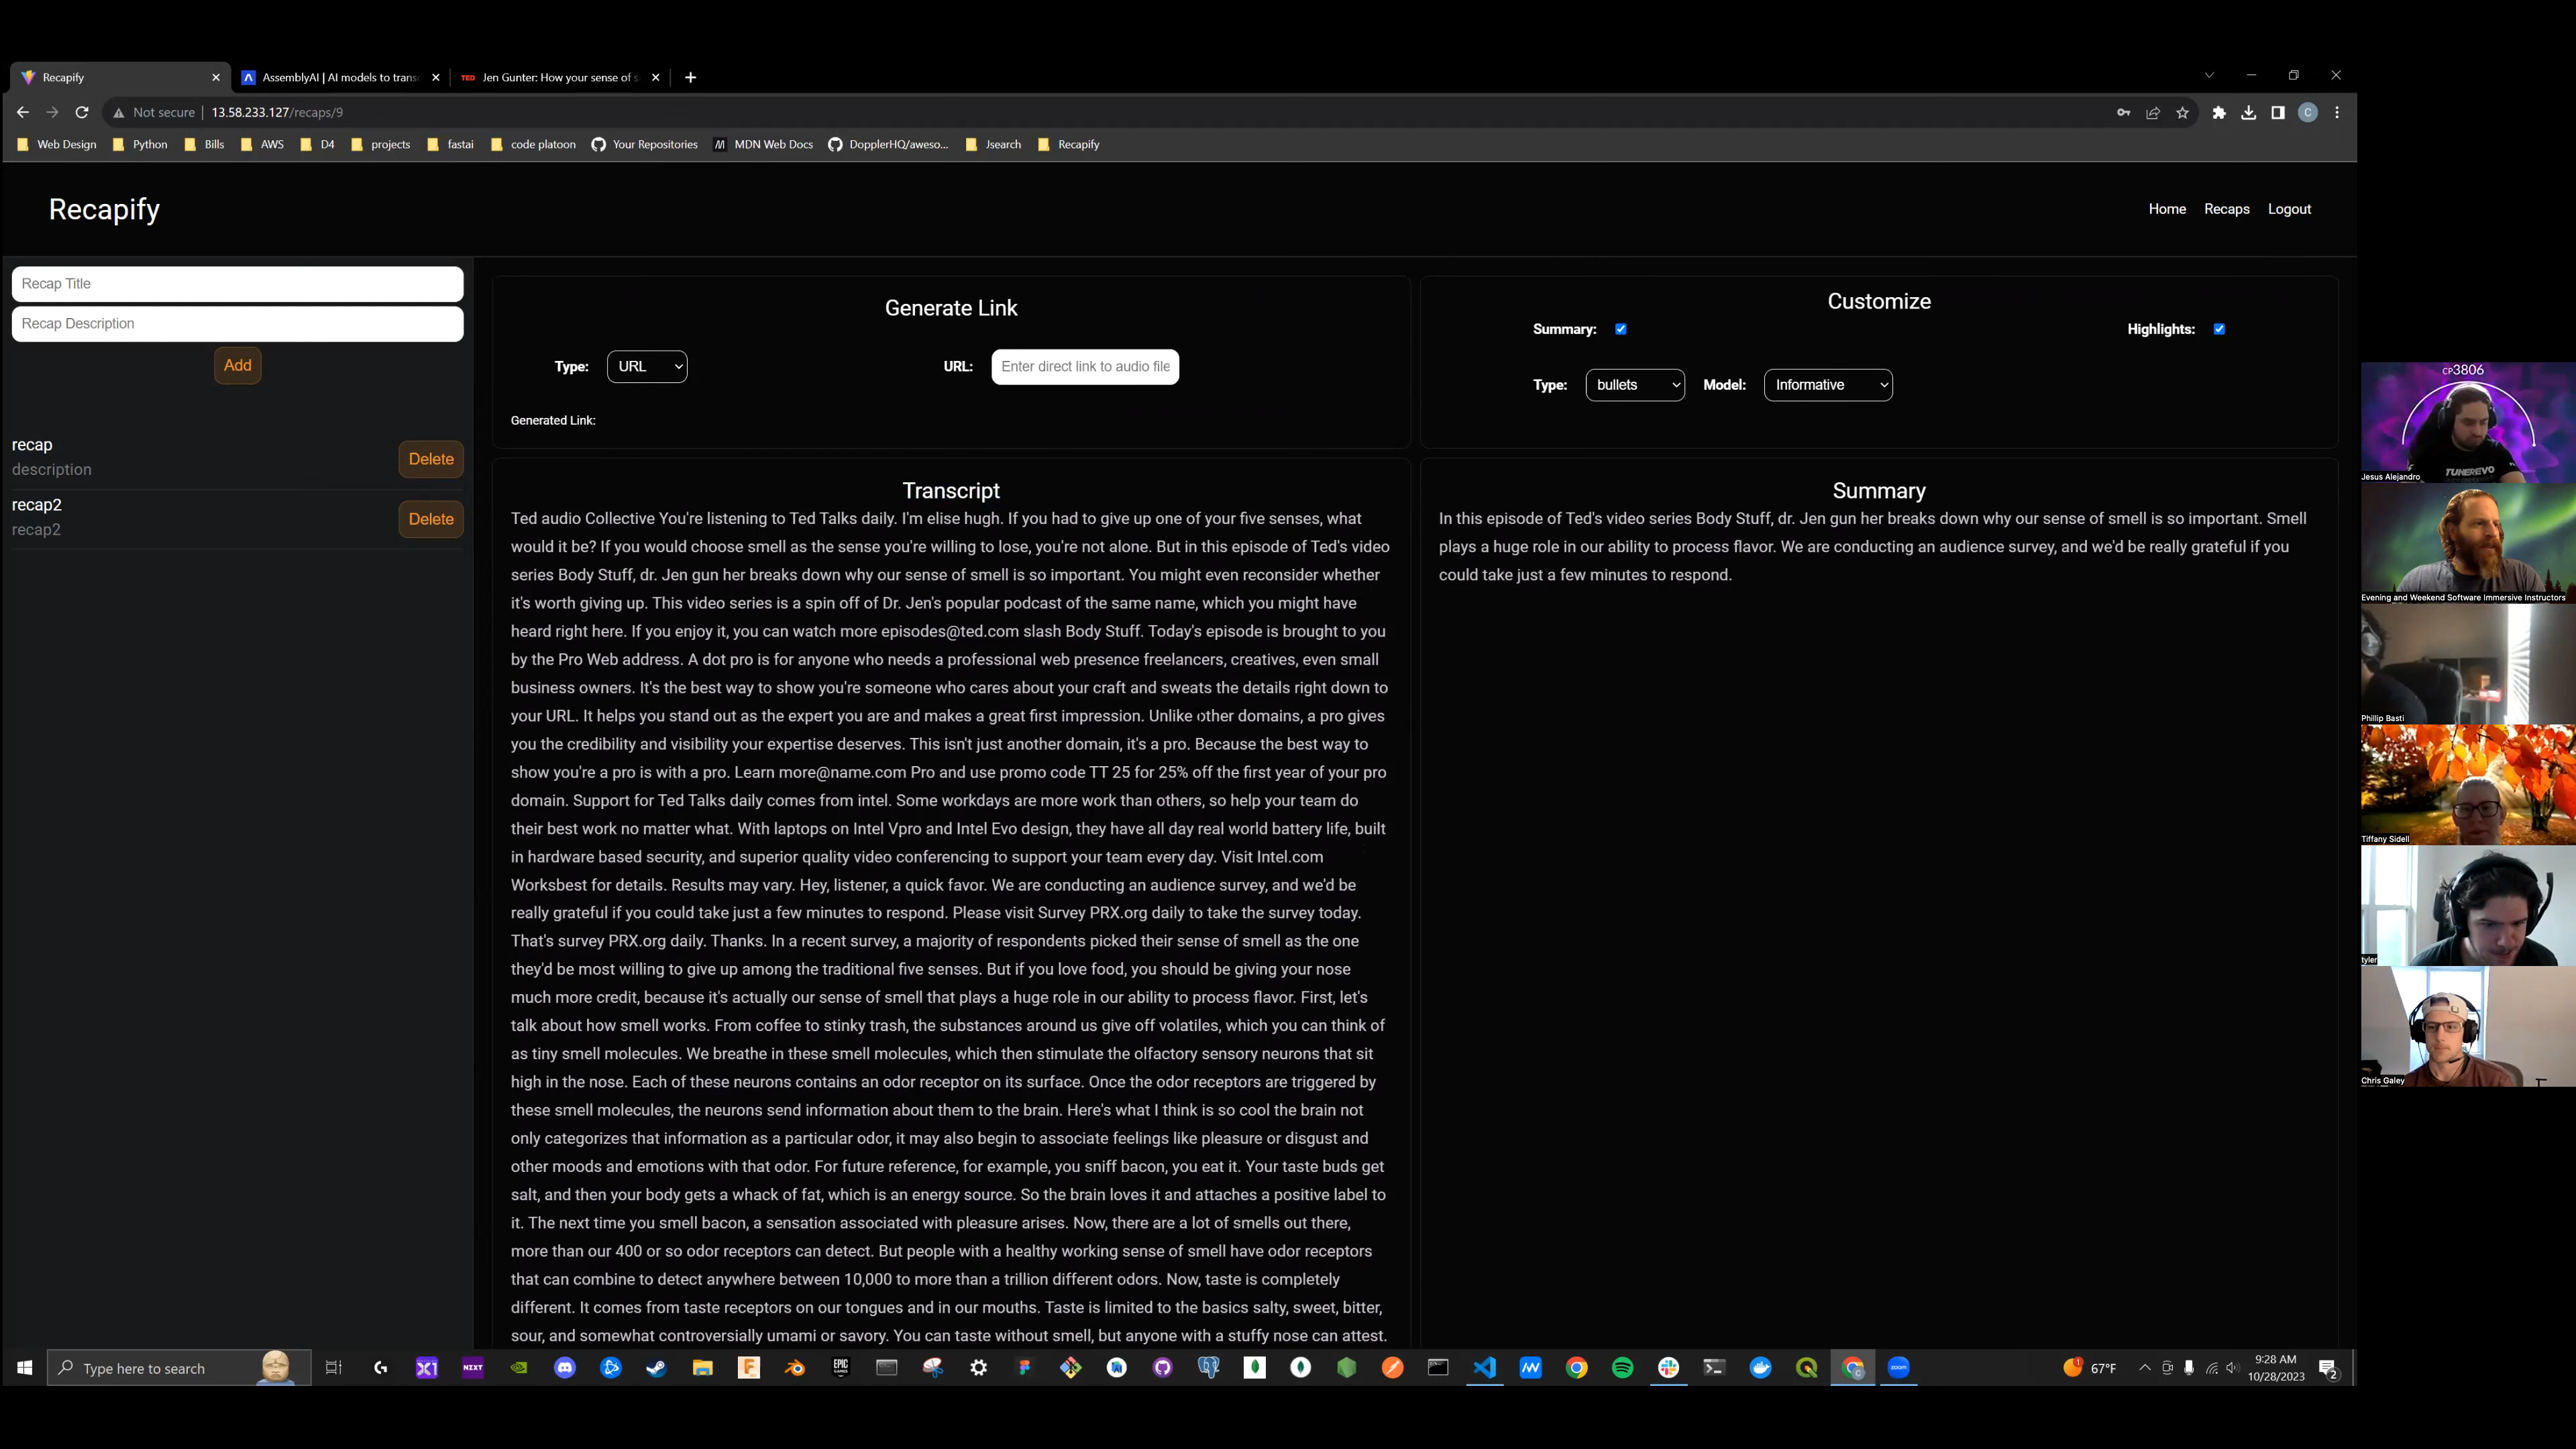 Recapify
AssemblyAI | AI models to trans
TED Jen Gunter: How your sense of s
Not secure | 13.58.233.127/recaps/9
Web Design Python Bills AWS D4 projects fastai code platoon Your Repositories MDN Web Docs DopplerHQ/aweso... Jsearch Recapify
Recapify
Home Recaps Logout
Recap Title
Recap Description
Add
recap
description
Delete
recap2
recap2
Delete
Generate Link
Type: URL URL: Enter direct link to audio file
Generated Link:
Customize
Summary: Highlights:
Type: bullets Model: Informative
Transcript
Ted audio Collective You're listening to Ted Talks daily. I'm elise hugh. If you had to give up one of your five senses, what
would it be? If you would choose smell as the sense you're willing to lose, you're not alone. But in this episode of Ted's video
series Body Stuff, dr. Jen gun her breaks down why our sense of smell is so important. You might even reconsider whether
it's worth giving up. This video series is a spin off of Dr. Jen's popular podcast of the same name, which you might have
heard right here. If you enjoy it, you can watch more episodes@ted.com slash Body Stuff. Today's episode is brought to you
by the Pro Web address. A dot pro is for anyone who needs a professional web presence freelancers, creatives, even small
business owners. It's the best way to show you're someone who cares about your craft and sweats the details right down to
your URL. It helps you stand out as the expert you are and makes a great first impression. Unlike other domains, a pro gives
you the credibility and visibility your expertise deserves. This isn't just another domain, it's a pro. Because the best way to
show you're a pro is with a pro. Learn more@name.com Pro and use promo code TT 25 for 25% off the first year of your pro
domain. Support for Ted Talks daily comes from intel. Some workdays are more work than others, so help your team do
their best work no matter what. With laptops on Intel Vpro and Intel Evo design, they have all day real world battery life, built
in hardware based security, and superior quality video conferencing to support your team every day. Visit Intel.com
Worksbest for details. Results may vary. Hey, listener, a quick favor. We are conducting an audience survey, and we'd be
really grateful if you could take just a few minutes to respond. Please visit Survey PRX.org daily to take the survey today.
That's survey PRX.org daily. Thanks. In a recent survey, a majority of respondents picked their sense of smell as the one
they'd be most willing to give up among the traditional five senses. But if you love food, you should be giving your nose
much more credit, because it's actually our sense of smell that plays a huge role in our ability to process flavor. First, let's
talk about how smell works. From coffee to stinky trash, the substances around us give off volatiles, which you can think of
as tiny smell molecules. We breathe in these smell molecules, which then stimulate the olfactory sensory neurons that sit
high in the nose. Each of these neurons contains an odor receptor on its surface. Once the odor receptors are triggered by
these smell molecules, the neurons send information about them to the brain. Here's what I think is so cool the brain not
only categorizes that information as a particular odor, it may also begin to associate feelings like pleasure or disgust and
other moods and emotions with that odor. For future reference, for example, you sniff bacon, you eat it. Your taste buds get
salt, and then your body gets a whack of fat, which is an energy source. So the brain loves it and attaches a positive label to
it. The next time you smell bacon, a sensation associated with pleasure arises. Now, there are a lot of smells out there,
more than our 400 or so odor receptors can detect. But people with a healthy working sense of smell have odor receptors
that can combine to detect anywhere between 10,000 to more than a trillion different odors. Now, taste is completely
different. It comes from taste receptors on our tongues and in our mouths. Taste is limited to the basics salty, sweet, bitter,
sour, and somewhat controversially umami or savory. You can taste without smell, but anyone with a stuffy nose can attest.
Summary
In this episode of Ted's video series Body Stuff, dr. Jen gun her breaks down why our sense of smell is so important. Smell
plays a huge role in our ability to process flavor. We are conducting an audience survey, and we'd be really grateful if you
could take just a few minutes to respond.
CP3806
TUNEREVO
Jesus Alejandro
Evening and Weekend Software Immersive Instructors
Phillip Basti
Tiffany Sidell
tyler
Chris Galey
Type here to search
NZXT
EPIC
zoom
67°F
9:28 AM
10/28/2023
2